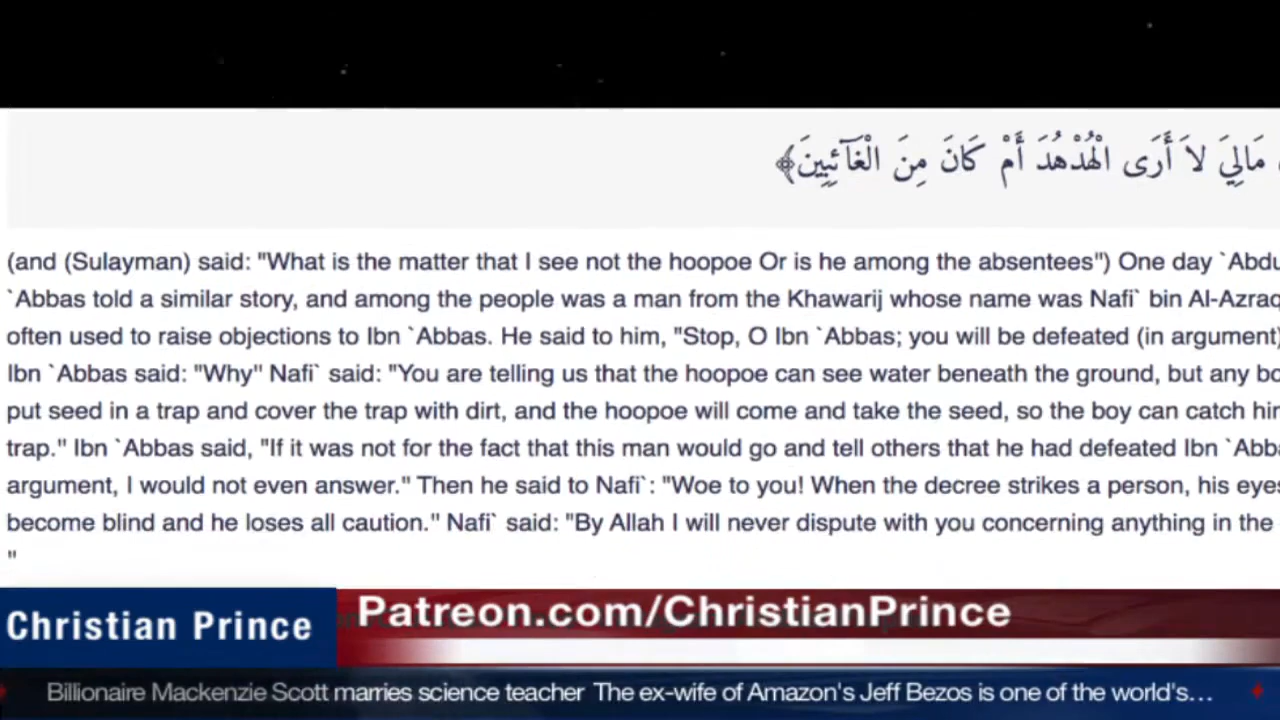 مَالِيَ لاَ أَرَى الْهُدْهُدَ أَمْ كَانَ مِنَ الْغَآئِبِينَ﴾
(and (Sulayman) said: "What is the matter that I see not the hoopoe Or is he among the absentees") One day `Abdu
`Abbas told a similar story, and among the people was a man from the Khawarij whose name was Nafi` bin Al-Azraq
often used to raise objections to Ibn `Abbas. He said to him, "Stop, O Ibn `Abbas; you will be defeated (in argument)
Ibn `Abbas said: "Why" Nafi` said: "You are telling us that the hoopoe can see water beneath the ground, but any bo
put seed in a trap and cover the trap with dirt, and the hoopoe will come and take the seed, so the boy can catch hi
trap." Ibn `Abbas said, "If it was not for the fact that this man would go and tell others that he had defeated Ibn `Abba
argument, I would not even answer." Then he said to Nafi`: "Woe to you! When the decree strikes a person, his eyes
become blind and he loses all caution." Nafi` said: "By Allah I will never dispute with you concerning anything in the
"
Christian Prince
Patreon.com/ChristianPrince
Billionaire Mackenzie Scott marries science teacher The ex-wife of Amazon's Jeff Bezos is one of the world's...